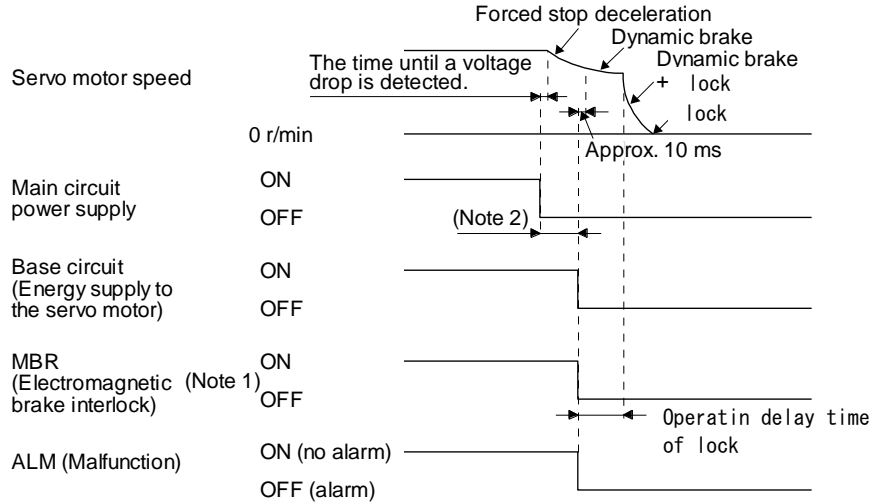 Forced stop deceleration
Dynamic brake
The time until a voltage
drop is detected.
Dynamic brake
+ lock
lock
Servo motor speed
0 r/min
Approx. 10 ms
Main circuit
power supply
ON
OFF
(Note 2)
Base circuit
(Energy supply to
the servo motor)
ON
OFF
MBR
(Electromagnetic
brake interlock)
(Note 1)
ON
OFF
Operatin delay time
of lock
ALM (Malfunction)
ON (no alarm)
OFF (alarm)